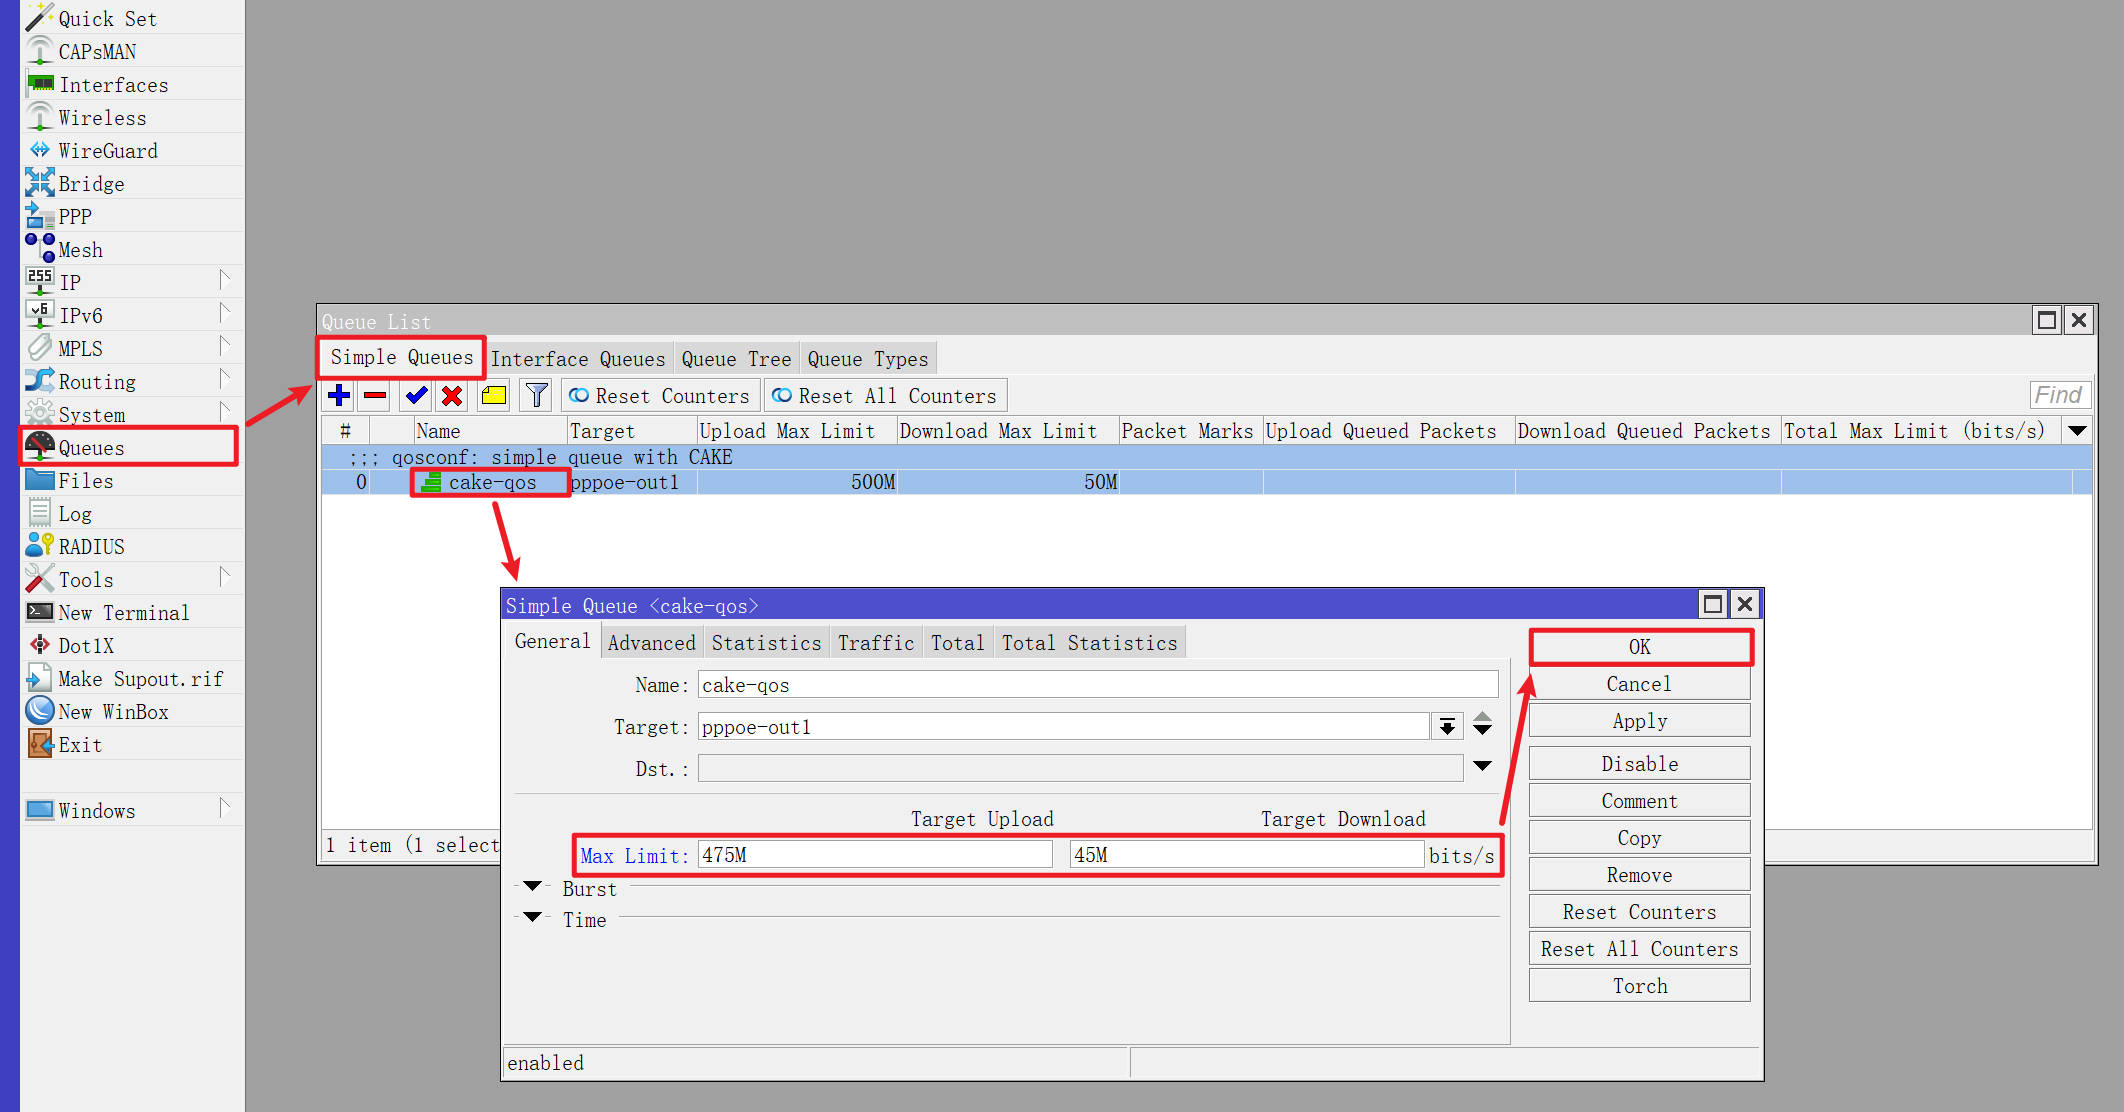 Quick Set
CAPsMAN
Interfaces
Wireless
WireGuard
Bridge
PPP
Mesh
255 IP
v6 IPv6
MPLS
Routing
System
Queues
Files
Log
RADIUS
Tools
New Terminal
Dot1X
Make Supout.rif
New WinBox
Exit
Windows
Queue List
Simple Queues Interface Queues Queue Tree Queue Types
Reset Counters Reset All Counters Find
# Name Target Upload Max Limit Download Max Limit Packet Marks Upload Queued Packets Download Queued Packets Total Max Limit (bits/s)
;;; qosconf: simple queue with CAKE
0 cake-qos pppoe-out1 500M 50M
1 item (1 select
Simple Queue <cake-qos>
General Advanced Statistics Traffic Total Total Statistics
Name: cake-qos
Target: pppoe-out1
Dst.:
Target Upload Target Download
Max Limit: 475M 45M bits/s
Burst
Time
OK
Cancel
Apply
Disable
Comment
Copy
Remove
Reset Counters
Reset All Counters
Torch
enabled